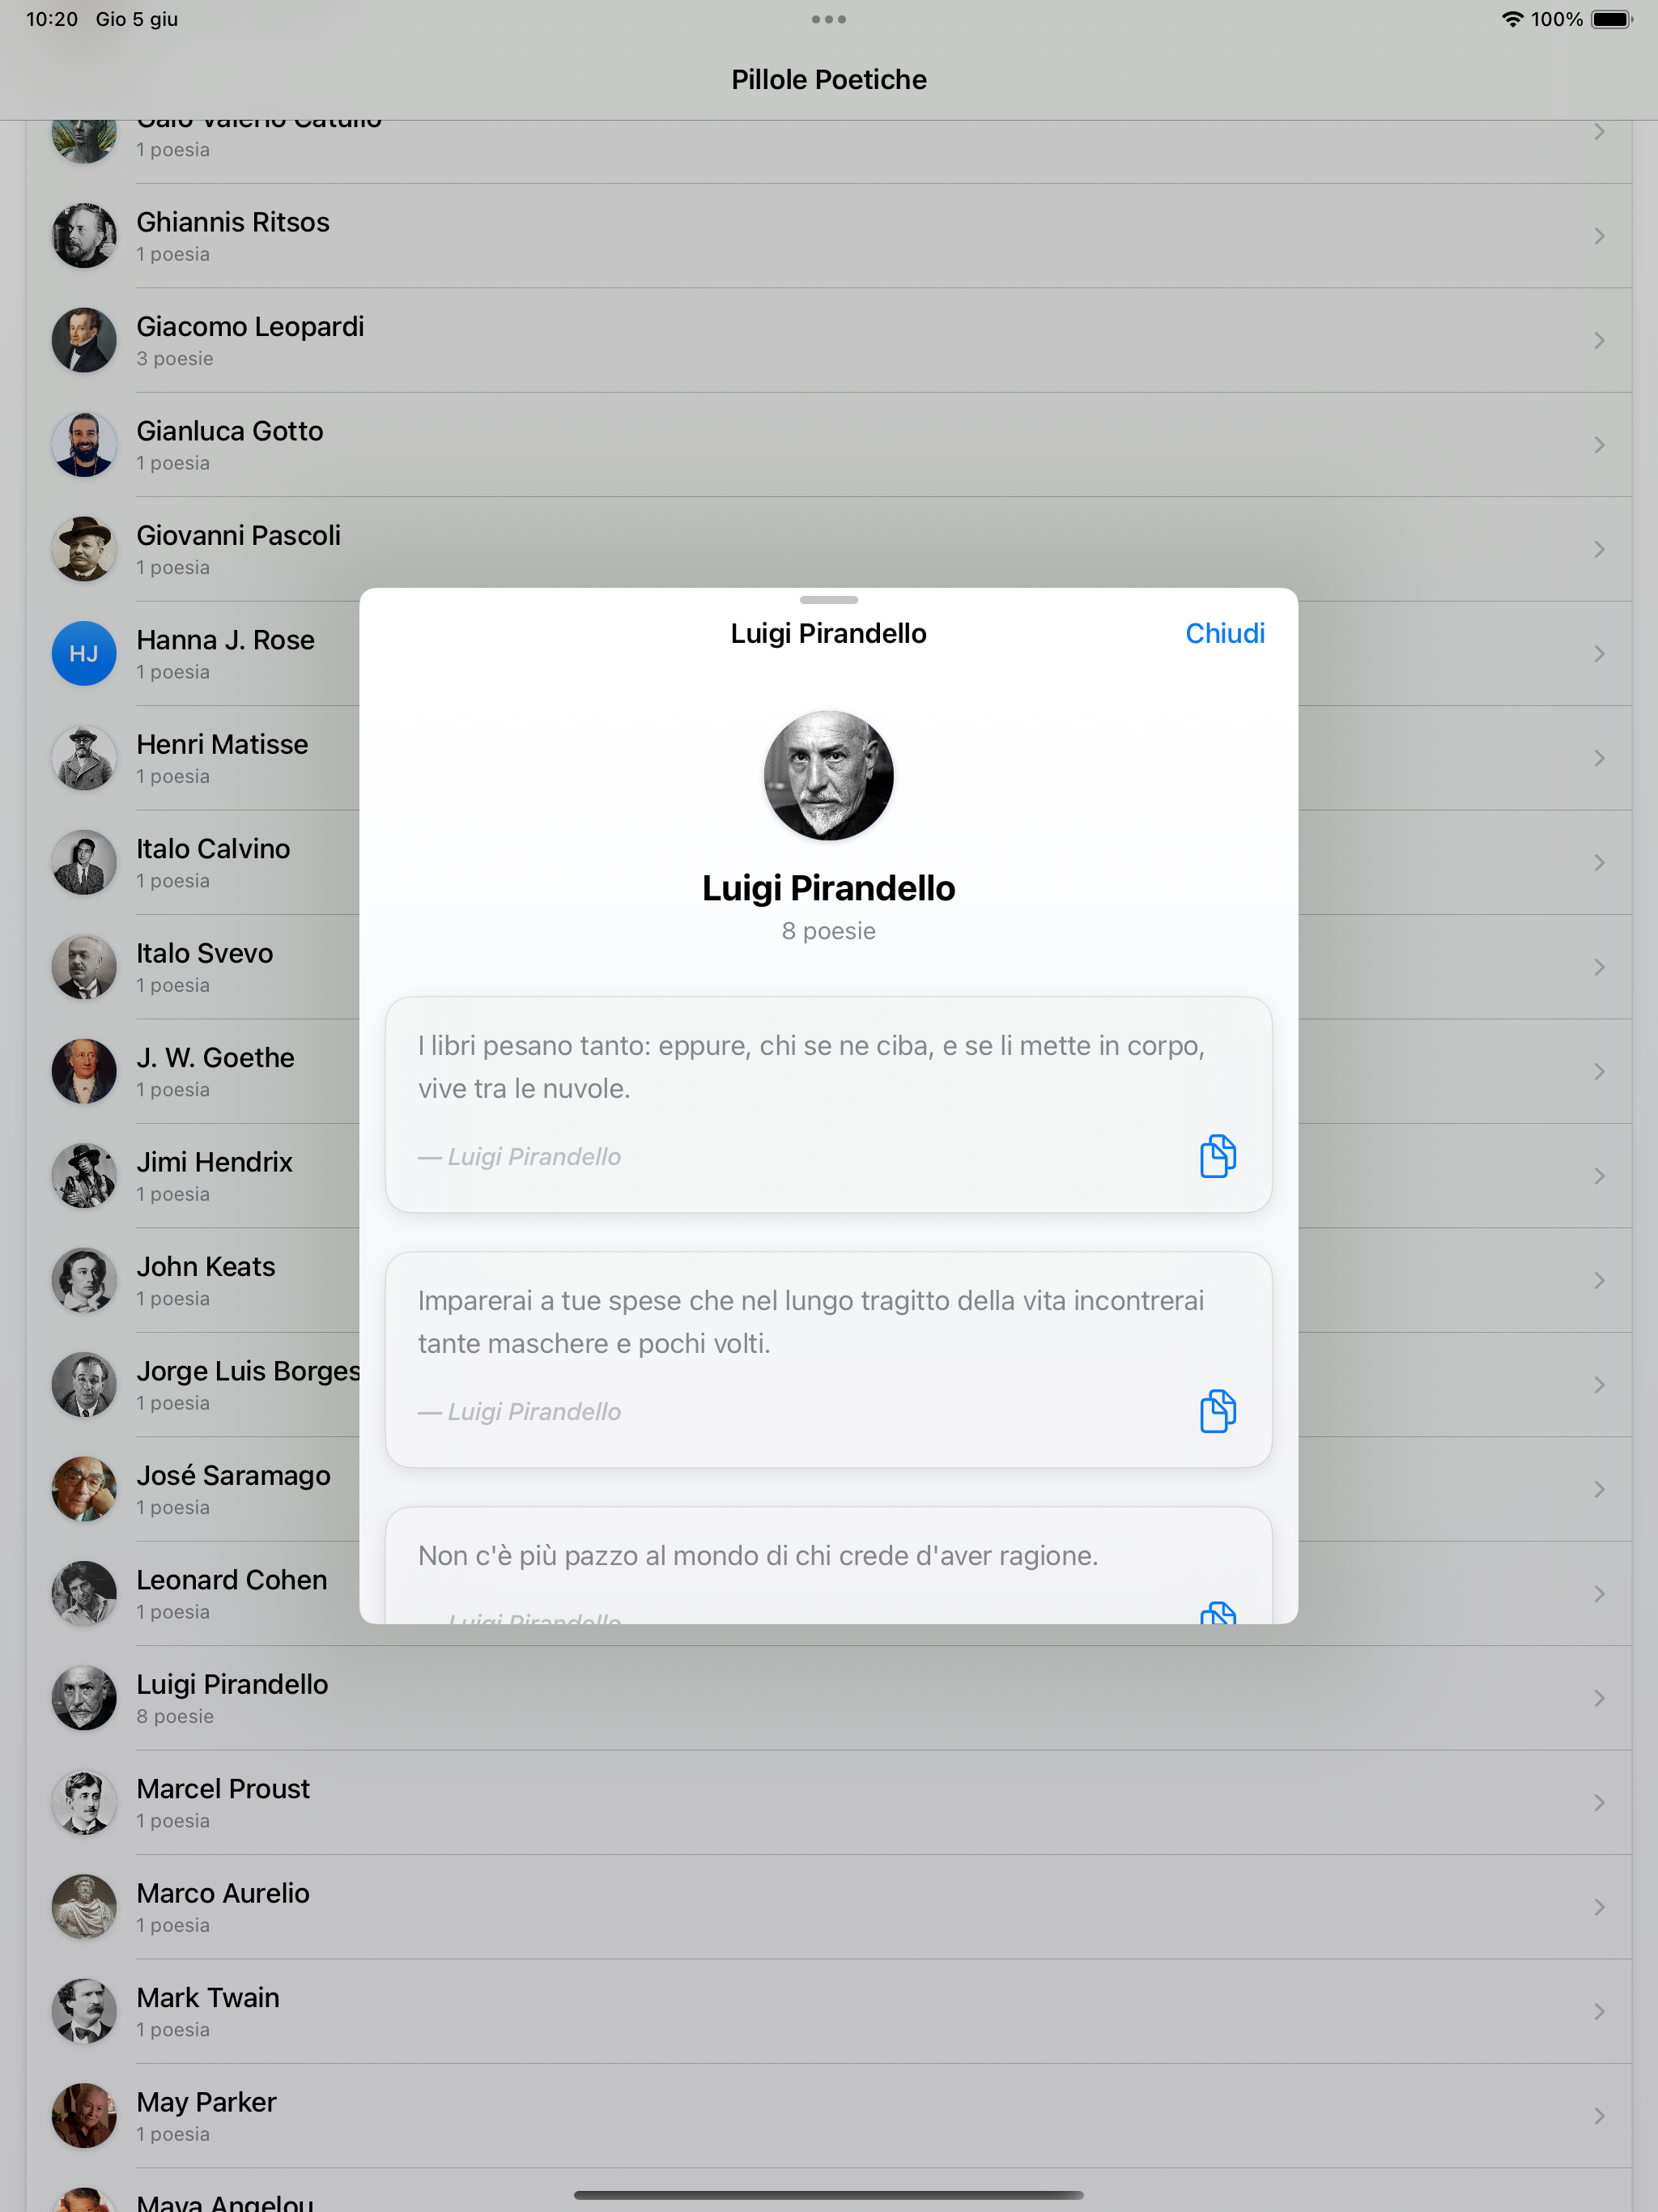 10:20 Gio 5 giu
100%
Pillole Poetiche
Gaio Valerio Catullo
1 poesia
Ghiannis Ritsos
1 poesia
Giacomo Leopardi
3 poesie
Gianluca Gotto
1 poesia
Giovanni Pascoli
1 poesia
HJ
Hanna J. Rose
1 poesia
Henri Matisse
1 poesia
Italo Calvino
1 poesia
Italo Svevo
1 poesia
J. W. Goethe
1 poesia
Jimi Hendrix
1 poesia
John Keats
1 poesia
Jorge Luis Borges
1 poesia
José Saramago
1 poesia
Leonard Cohen
1 poesia
Luigi Pirandello
8 poesie
Marcel Proust
1 poesia
Marco Aurelio
1 poesia
Mark Twain
1 poesia
May Parker
1 poesia
Maya Angelou
Luigi Pirandello
Chiudi
Luigi Pirandello
8 poesie
I libri pesano tanto: eppure, chi se ne ciba, e se li mette in corpo,
vive tra le nuvole.
— Luigi Pirandello
Imparerai a tue spese che nel lungo tragitto della vita incontrerai
tante maschere e pochi volti.
— Luigi Pirandello
Non c'è più pazzo al mondo di chi crede d'aver ragione.
— Luigi Pirandello